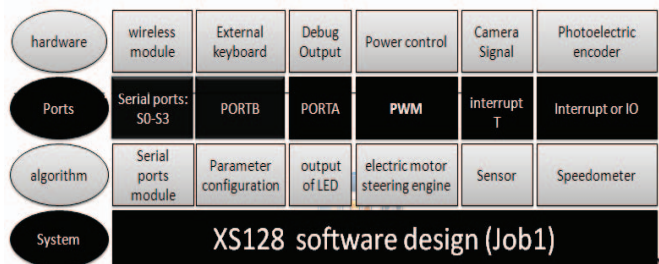 hardware
wireless
module
External
keyboard
Debug
Output
Power control
Camera
Signal
Photoelectric
encoder
Ports
Serial ports:
S0-S3
PORTB
PORTA
PWM
interrupt
T
Interrupt or IO
algorithm
Serial
ports
module
Parameter
configuration
output
of LED
electric motor
steering engine
Sensor
Speedometer
System
XS128 software design (Job1)